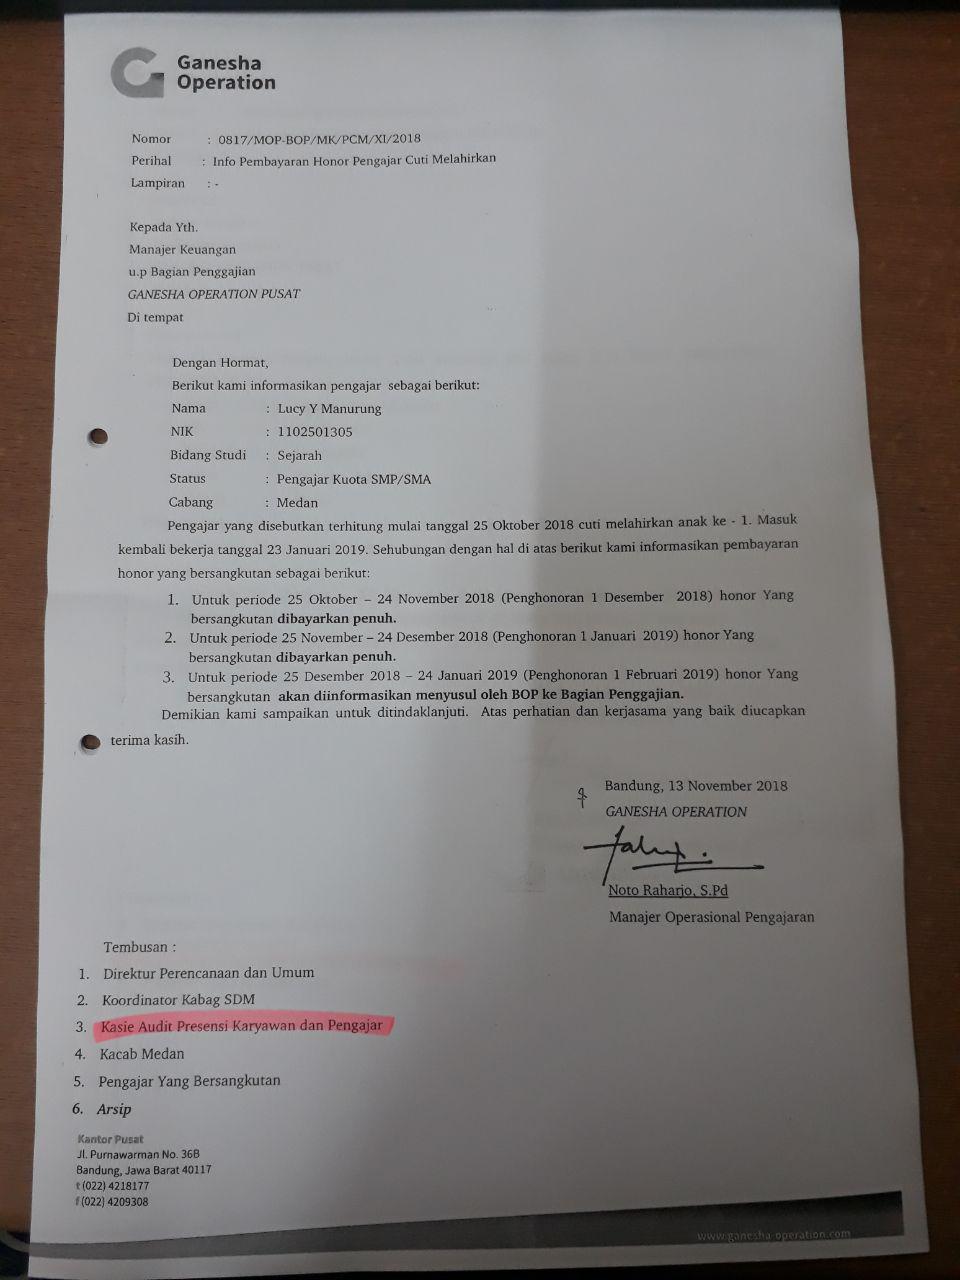 Ganesha
Operation
Nomor : 0817/MOP-BOP/MK/PCM/XI/2018
Perihal : Info Pembayaran Honor Pengajar Cuti Melahirkan
Lampiran : -
Kepada Yth.
Manajer Keuangan
u.p Bagian Penggajian
GANESHA OPERATION PUSAT
Di tempat
Dengan Hormat,
Berikut kami informasikan pengajar sebagai berikut:
Nama : Lucy Y Manurung
NIK : 1102501305
Bidang Studi : Sejarah
Status : Pengajar Kuota SMP/SMA
Cabang : Medan
Pengajar yang disebutkan terhitung mulai tanggal 25 Oktober 2018 cuti melahirkan anak ke - 1. Masuk
kembali bekerja tanggal 23 Januari 2019. Sehubungan dengan hal di atas berikut kami informasikan pembayaran
honor yang bersangkutan sebagai berikut:
1. Untuk periode 25 Oktober – 24 November 2018 (Penghonoran 1 Desember 2018) honor Yang
bersangkutan dibayarkan penuh.
2. Untuk periode 25 November – 24 Desember 2018 (Penghonoran 1 Januari 2019) honor Yang
bersangkutan dibayarkan penuh.
3. Untuk periode 25 Desember 2018 – 24 Januari 2019 (Penghonoran 1 Februari 2019) honor Yang
bersangkutan akan diinformasikan menyusul oleh BOP ke Bagian Penggajian.
Demikian kami sampaikan untuk ditindaklanjuti. Atas perhatian dan kerjasama yang baik diucapkan
terima kasih.
Bandung, 13 November 2018
GANESHA OPERATION
Noto Raharjo, S.Pd
Manajer Operasional Pengajaran
Tembusan :
1. Direktur Perencanaan dan Umum
2. Koordinator Kabag SDM
3. Kasie Audit Presensi Karyawan dan Pengajar
4. Kacab Medan
5. Pengajar Yang Bersangkutan
6. Arsip
Kantor Pusat
Jl. Purnawarman No. 36B
Bandung, Jawa Barat 40117
t (022) 4218177
f (022) 4209308
www.ganesha-operation.com